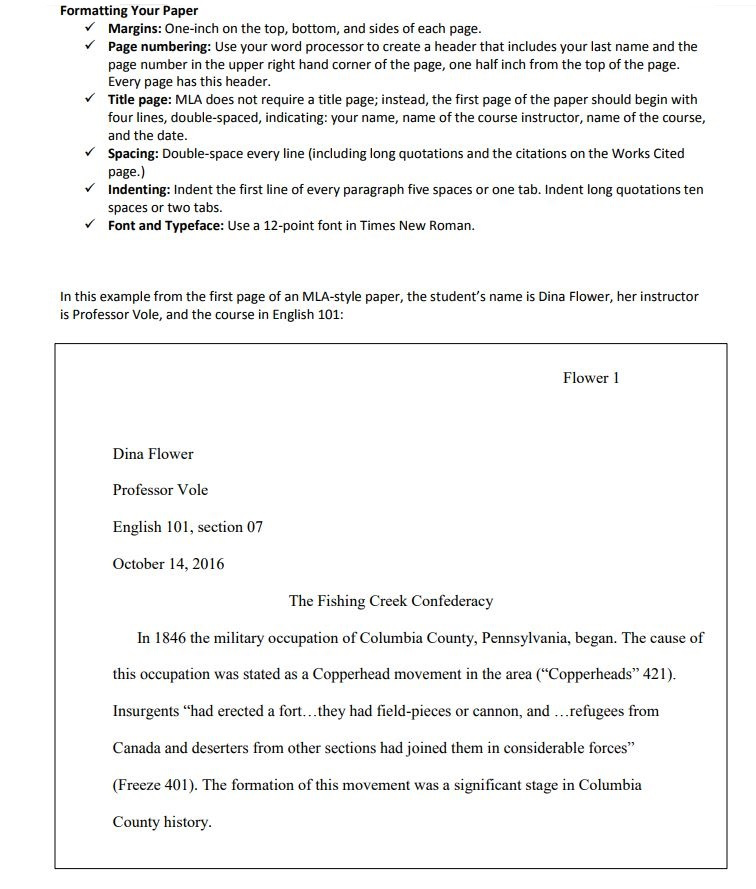 Formatting Your Paper
✓ Margins: One-inch on the top, bottom, and sides of each page.
✓ Page numbering: Use your word processor to create a header that includes your last name and the
page number in the upper right hand corner of the page, one half inch from the top of the page.
Every page has this header.
✓ Title page: MLA does not require a title page; instead, the first page of the paper should begin with
four lines, double-spaced, indicating: your name, name of the course instructor, name of the course,
and the date.
✓ Spacing: Double-space every line (including long quotations and the citations on the Works Cited
page.)
✓ Indenting: Indent the first line of every paragraph five spaces or one tab. Indent long quotations ten
spaces or two tabs.
✓ Font and Typeface: Use a 12-point font in Times New Roman.
In this example from the first page of an MLA-style paper, the student’s name is Dina Flower, her instructor
is Professor Vole, and the course in English 101:
Flower 1
Dina Flower
Professor Vole
English 101, section 07
October 14, 2016
The Fishing Creek Confederacy
In 1846 the military occupation of Columbia County, Pennsylvania, began. The cause of
this occupation was stated as a Copperhead movement in the area (“Copperheads” 421).
Insurgents “had erected a fort…they had field-pieces or cannon, and …refugees from
Canada and deserters from other sections had joined them in considerable forces”
(Freeze 401). The formation of this movement was a significant stage in Columbia
County history.